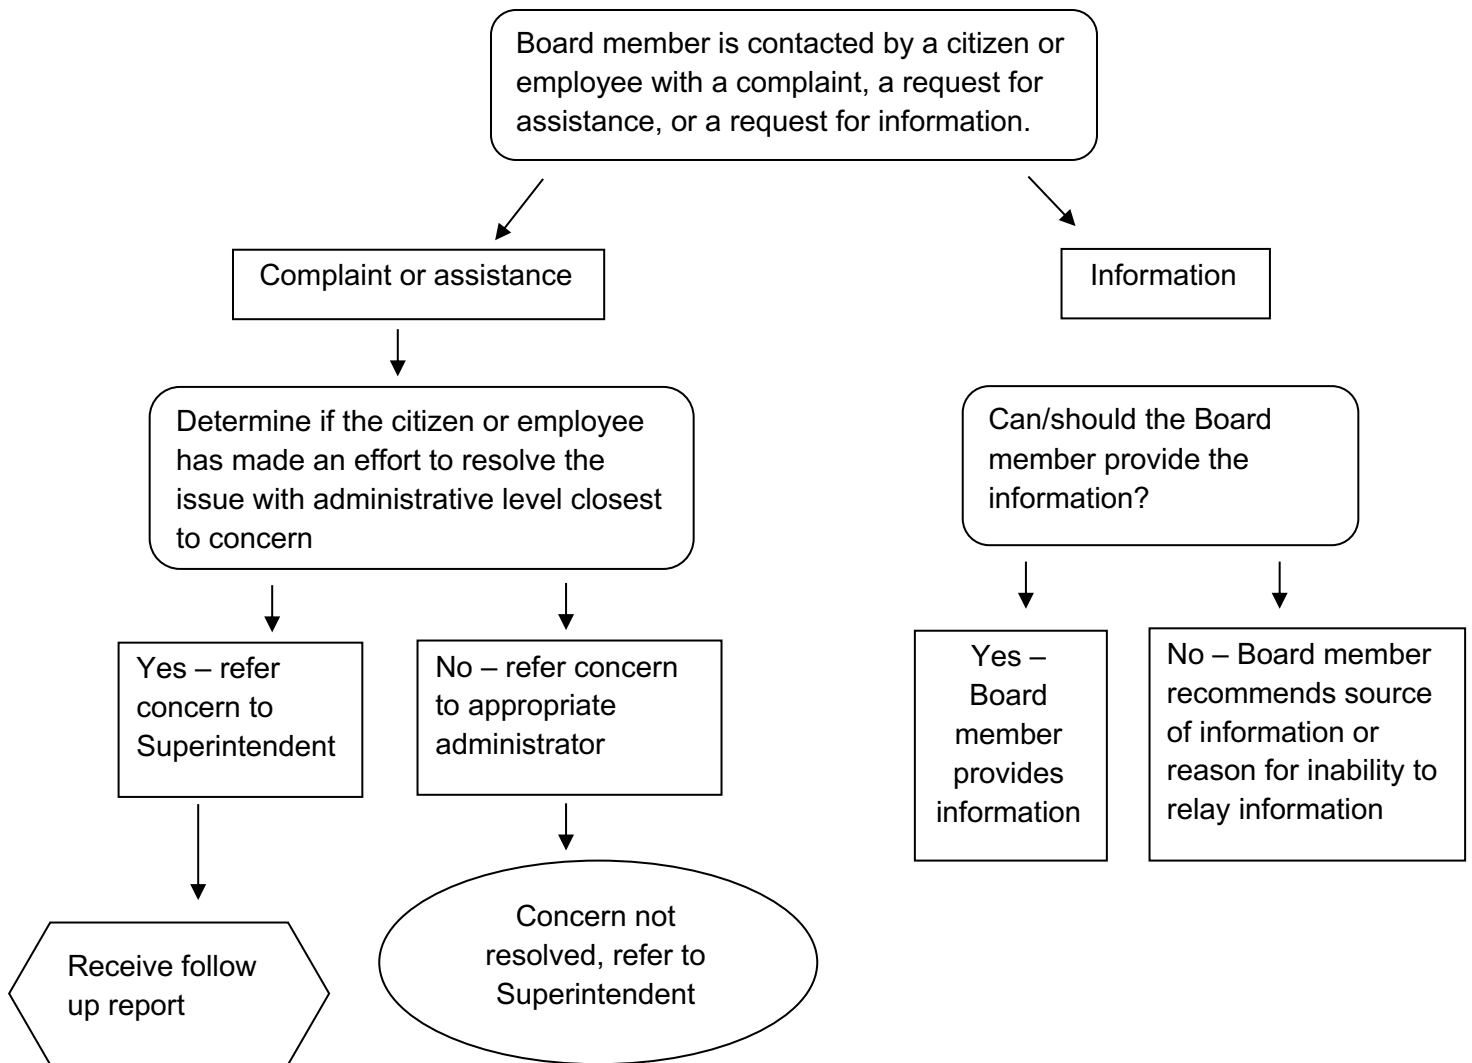 Board member is contacted by a citizen or
employee with a complaint, a request for
assistance, or a request for information.
Complaint or assistance
Information
Determine if the citizen or employee
has made an effort to resolve the
issue with administrative level closest
to concern
Can/should the Board
member provide the
information?
Yes – refer
concern to
Superintendent
No – refer concern
to appropriate
administrator
Yes –
Board
member
provides
information
No – Board member
recommends source
of information or
reason for inability to
relay information
Receive follow
up report
Concern not
resolved, refer to
Superintendent